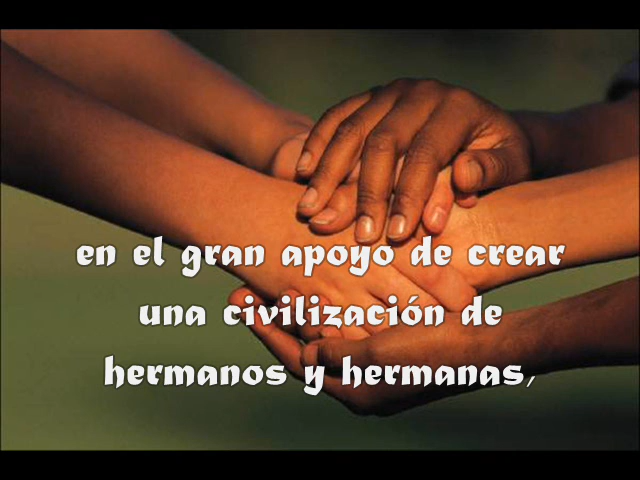 en el gran apoyo de crear
una civilización de
hermanos y hermanas,